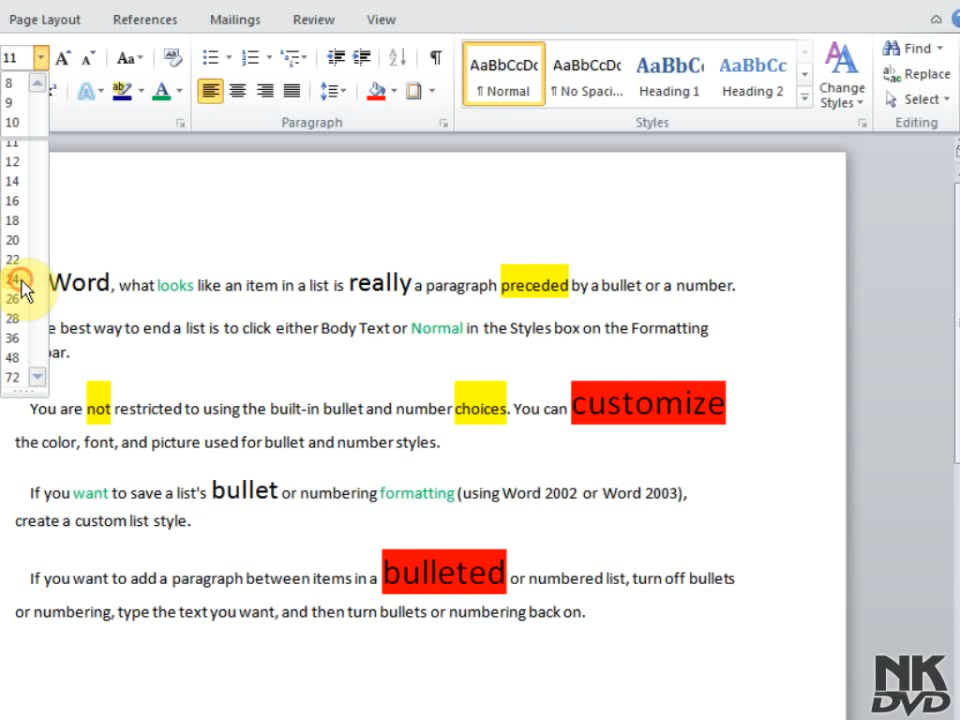 Page Layout References Mailings Review View
11 Aa
Find
Replace
Select
Editing
AaBbCcDc AaBbCcDc AaBbC AaBbCc
¶ Normal ¶ No Spaci... Heading 1 Heading 2
Change
Styles
Paragraph Styles
8
9
10
11
12
14
16
18
20
22
24
26
28
36
48
72
Word, what looks like an item in a list is really a paragraph preceded by a bullet or a number.
e best way to end a list is to click either Body Text or Normal in the Styles box on the Formatting
bar.
You are not restricted to using the built-in bullet and number choices. You can customize
the color, font, and picture used for bullet and number styles.
If you want to save a list's bullet or numbering formatting (using Word 2002 or Word 2003),
create a custom list style.
If you want to add a paragraph between items in a bulleted or numbered list, turn off bullets
or numbering, type the text you want, and then turn bullets or numbering back on.
NK
DVD